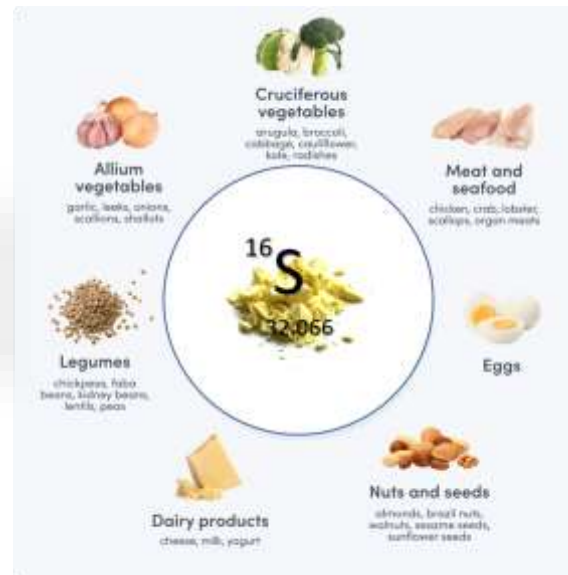 Cruciferous
vegetables
arugula, broccoli,
cabbage, cauliflower,
kale, radishes
Allium
vegetables
garlic, leeks, onions,
scallions, shallots
Meat and
seafood
chicken, crab, lobster,
scallops, organ meats
16
S
32.066
Legumes
chickpeas, faba
beans, kidney beans,
lentils, peas
Eggs
Dairy products
cheese, milk, yogurt
Nuts and seeds
almonds, brazil nuts,
walnuts, sesame seeds,
sunflower seeds